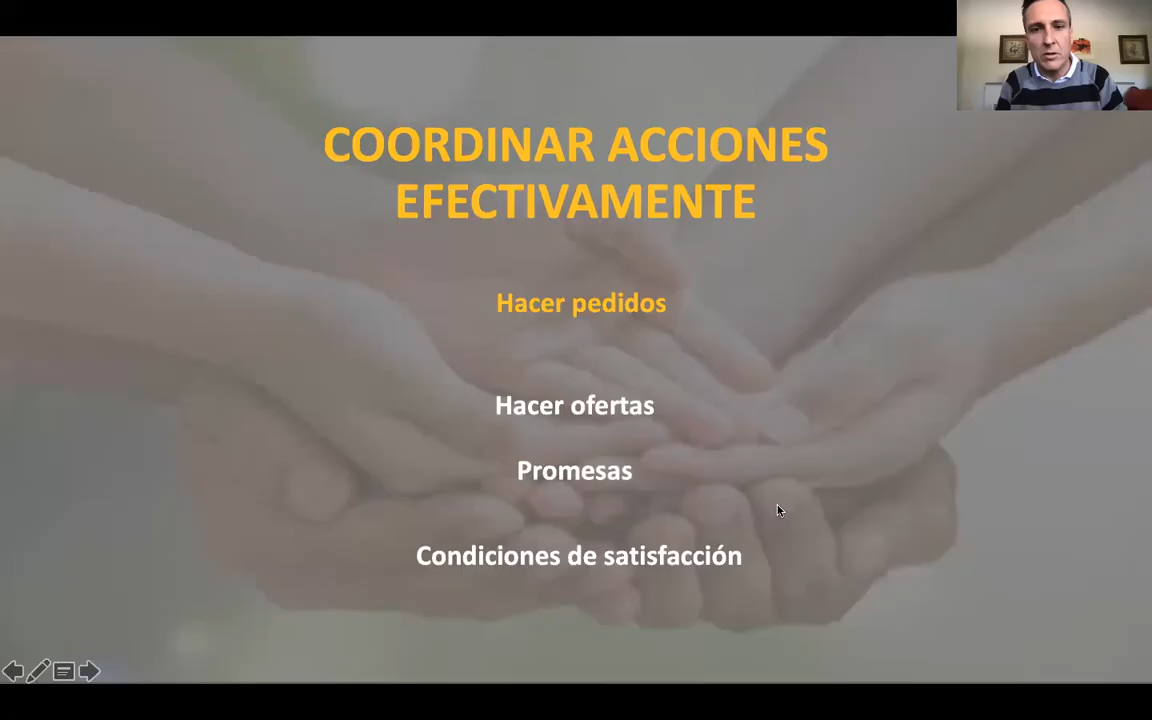 COORDINAR ACCIONES
EFECTIVAMENTE
Hacer pedidos
Hacer ofertas
Promesas
Condiciones de satisfacción